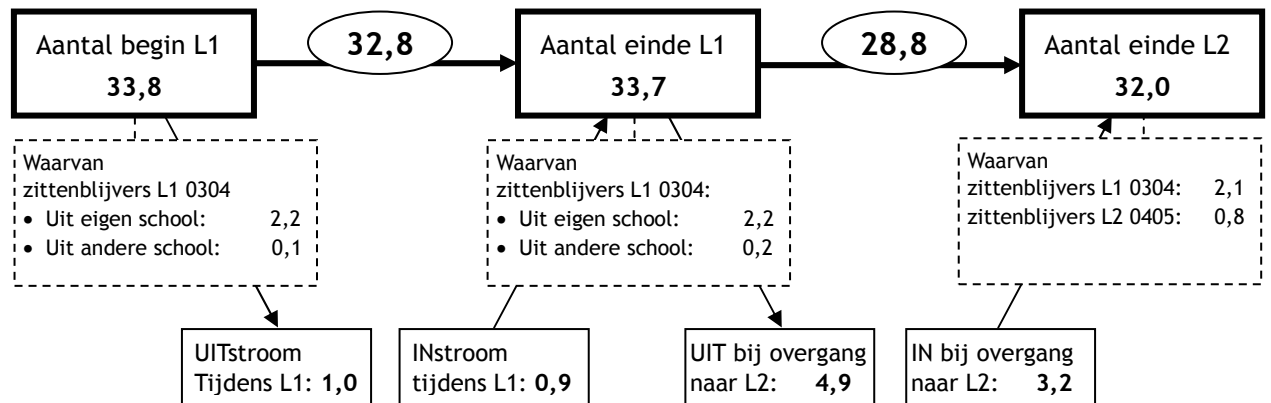 Aantal begin L1
33,8
32,8
Aantal einde L1
33,7
28,8
Aantal einde L2
32,0
Waarvan
zittenblijvers L1 0304
• Uit eigen school: 2,2
• Uit andere school: 0,1
Waarvan
zittenblijvers L1 0304:
• Uit eigen school: 2,2
• Uit andere school: 0,2
Waarvan
zittenblijvers L1 0304: 2,1
zittenblijvers L2 0405: 0,8
UITstroom
Tijdens L1: 1,0
INstroom
tijdens L1: 0,9
UIT bij overgang
naar L2: 4,9
IN bij overgang
naar L2: 3,2